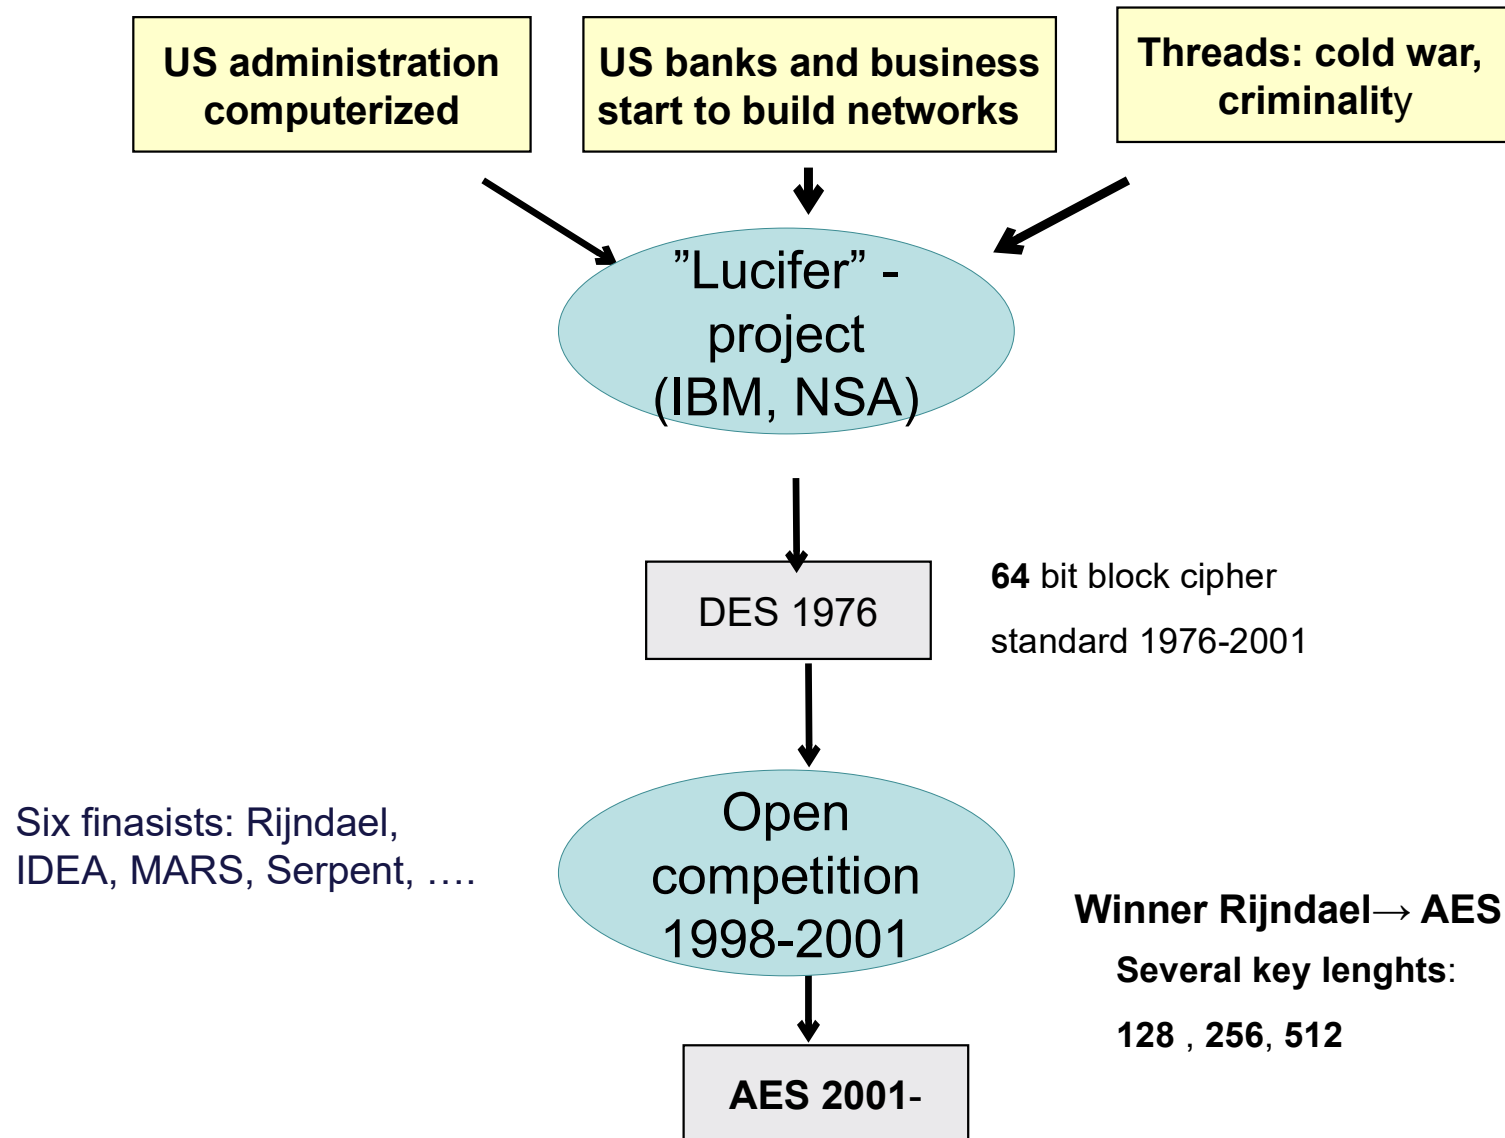 US administration
computerized
US banks and business
start to build networks
Threads: cold war,
criminality
”Lucifer” -
project
(IBM, NSA)
DES 1976
64 bit block cipher
standard 1976-2001
Six finasists: Rijndael,
IDEA, MARS, Serpent, ….
Open
competition
1998-2001
Winner Rijndael→ AES
Several key lenghts:
128 , 256, 512
AES 2001-